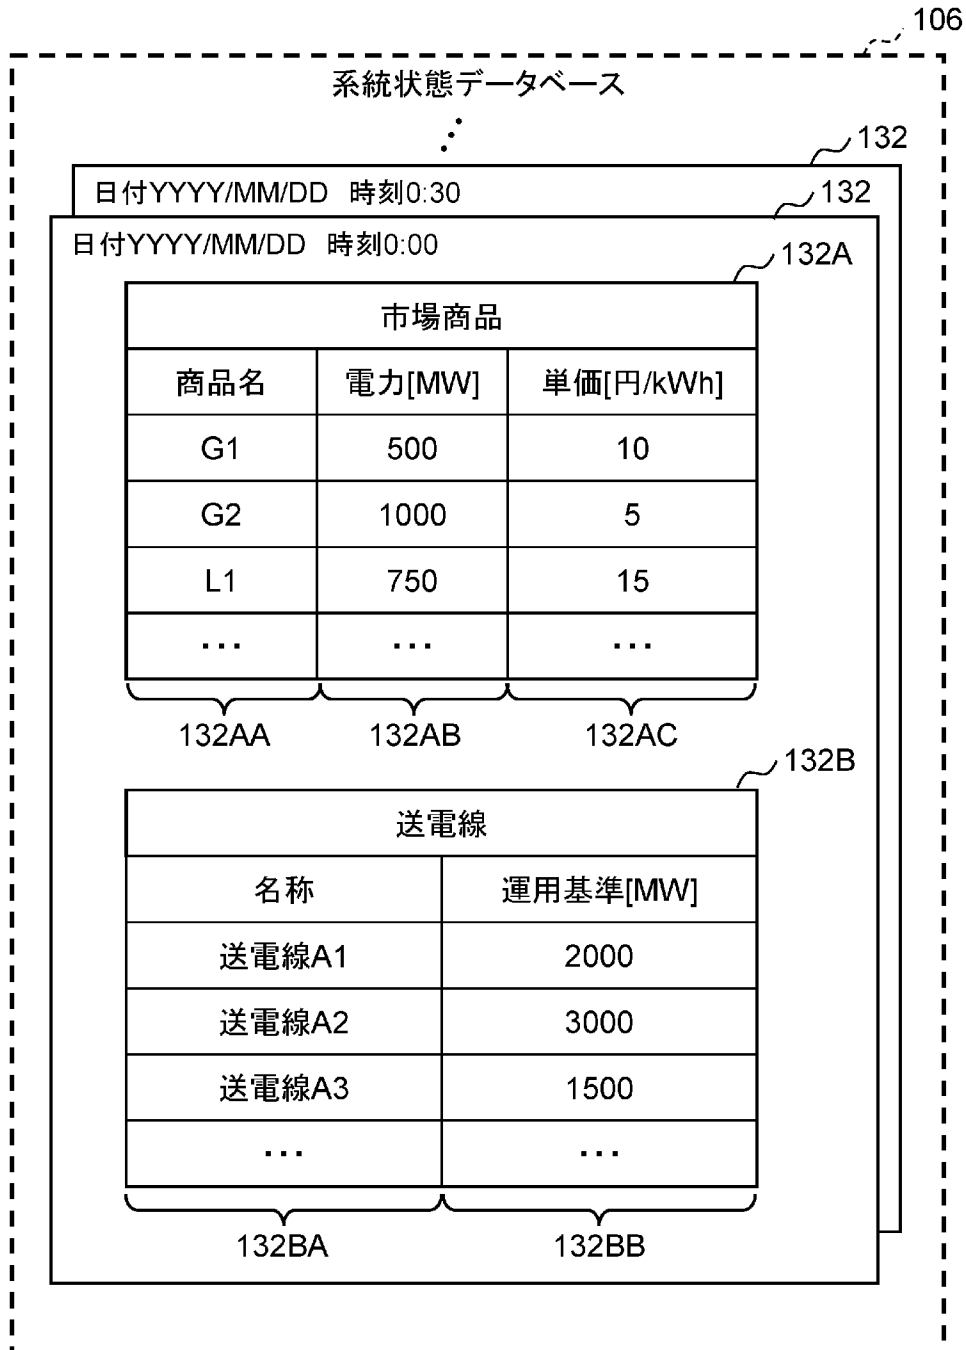 106
系統状態データベース
132
日付YYYY/MM/DD 時刻0:30
132
日付YYYY/MM/DD 時刻0:00
132A
市場商品
商品名 電力[MW] 単価[円/kWh]
G1 500 10
G2 1000 5
L1 750 15
… … …
132AA 132AB 132AC
132B
送電線
名称 運用基準[MW]
送電線A1 2000
送電線A2 3000
送電線A3 1500
… …
132BA 132BB